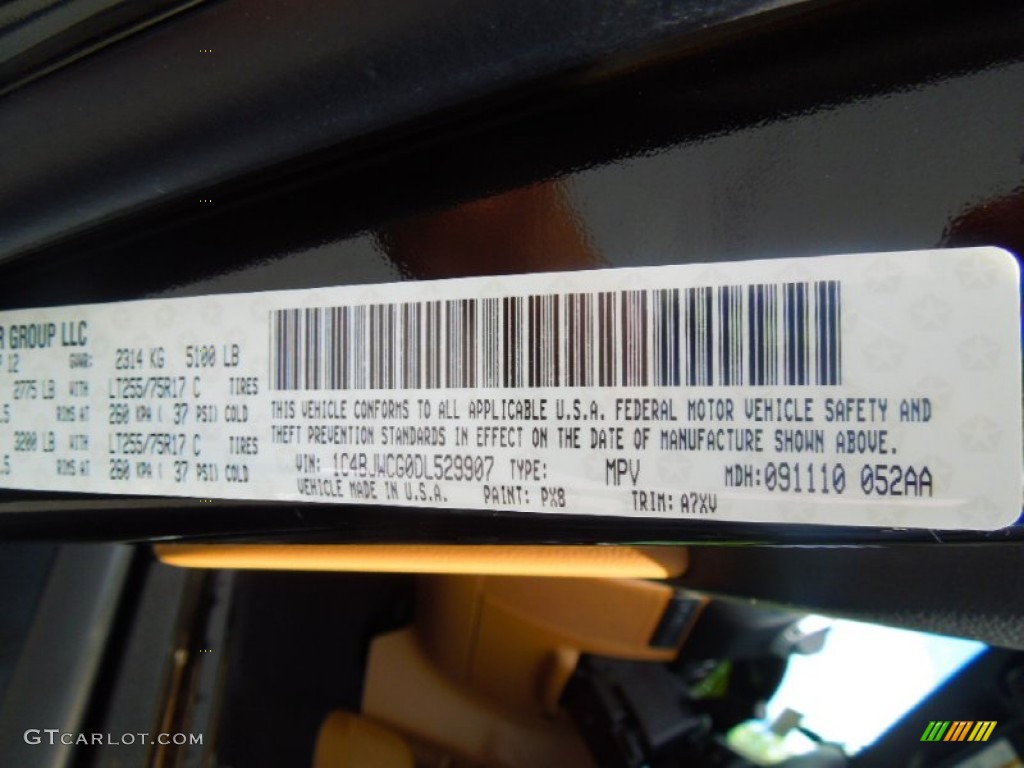 R GROUP LLC
P 12 GAWR: 2314 KG 5100 LB
2775 LB WITH LT255/75R17 C TIRES
.5 RIMS AT 260 KPA ( 37 PSI) COLD
3200 LB WITH LT255/75R17 C TIRES
.5 RIMS AT 260 KPA ( 37 PSI) COLD
THIS VEHICLE CONFORMS TO ALL APPLICABLE U.S.A. FEDERAL MOTOR VEHICLE SAFETY AND
THEFT PREVENTION STANDARDS IN EFFECT ON THE DATE OF MANUFACTURE SHOWN ABOVE.
VIN: 1C4BJWCG0DL529907 TYPE: MPV MDH: 091110 052AA
VEHICLE MADE IN U.S.A. PAINT: PX8 TRIM: A7XV
GTCARLOT.COM